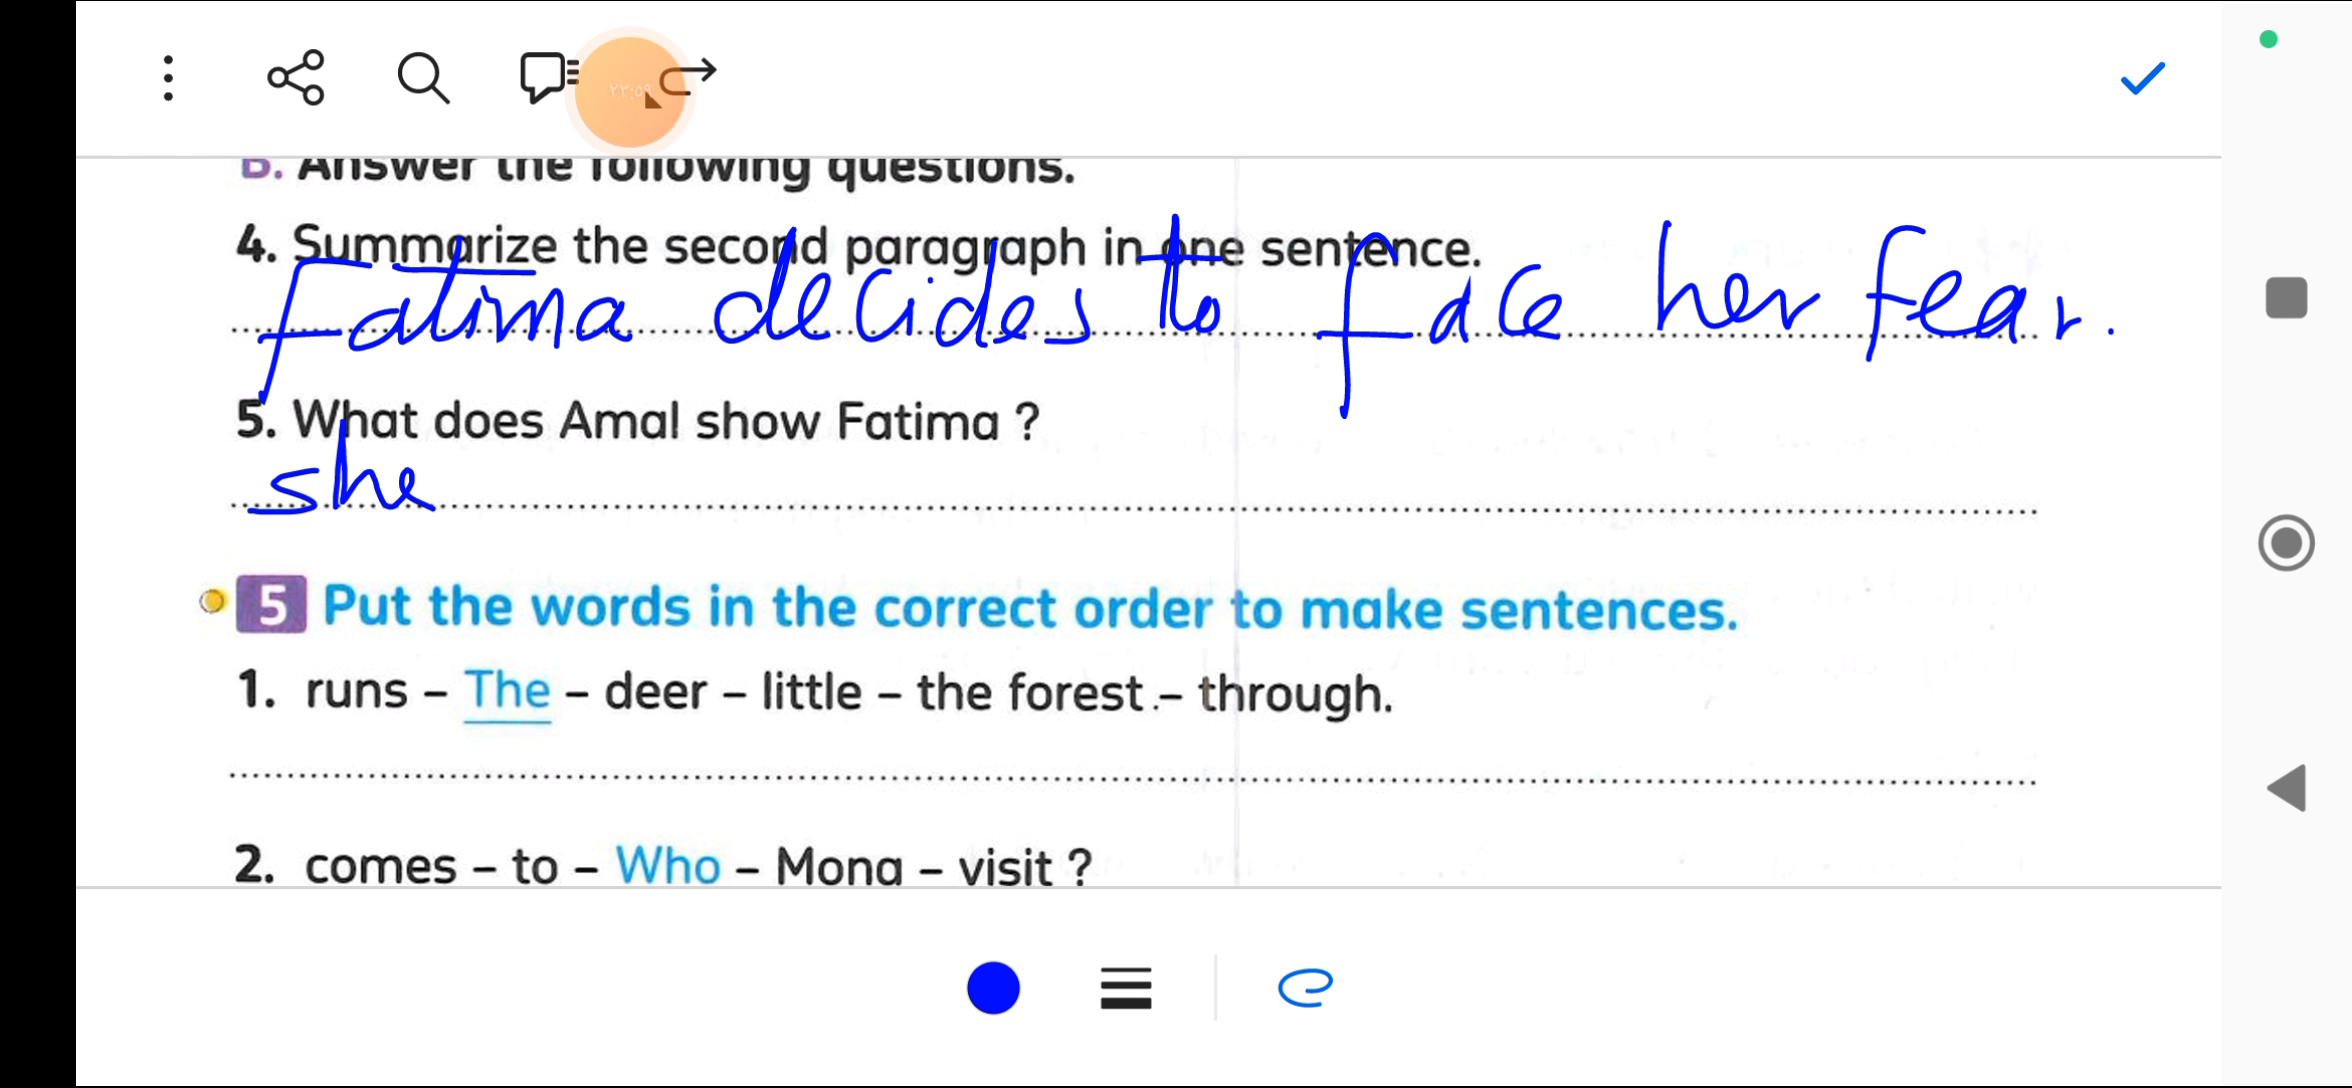 ٢٣:٥٩
B. Answer the following questions.
4. Summarize the second paragraph in one sentence.
Fatima decides to face her fear.
5. What does Amal show Fatima ?
she
5 Put the words in the correct order to make sentences.
1. runs – The – deer – little – the forest – through.
2. comes – to – Who – Mona – visit ?